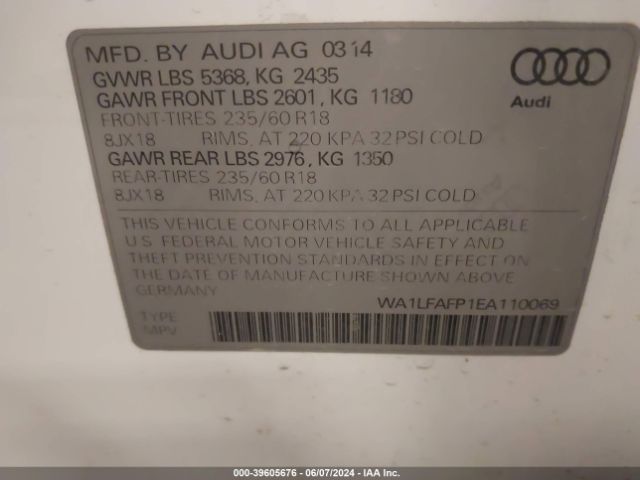 MFD. BY AUDI AG 03 14
GVWR LBS 5368, KG 2435
GAWR FRONT LBS 2601, KG 1180
FRONT-TIRES 235/60 R18
8JX18 RIMS, AT 220 KPA 32 PSI COLD
GAWR REAR LBS 2976, KG 1350
REAR-TIRES 235/60 R18
8JX18 RIMS, AT 220 KPA 32 PSI COLD
Audi
THIS VEHICLE CONFORMS TO ALL APPLICABLE
U.S. FEDERAL MOTOR VEHICLE SAFETY AND
THEFT PREVENTION STANDARDS IN EFFECT ON
THE DATE OF MANUFACTURE SHOWN ABOVE
GERMANY
WA1LFAFP1EA110069
TYPE
MPV
000-39605676 - 06/07/2024 - IAA Corp.